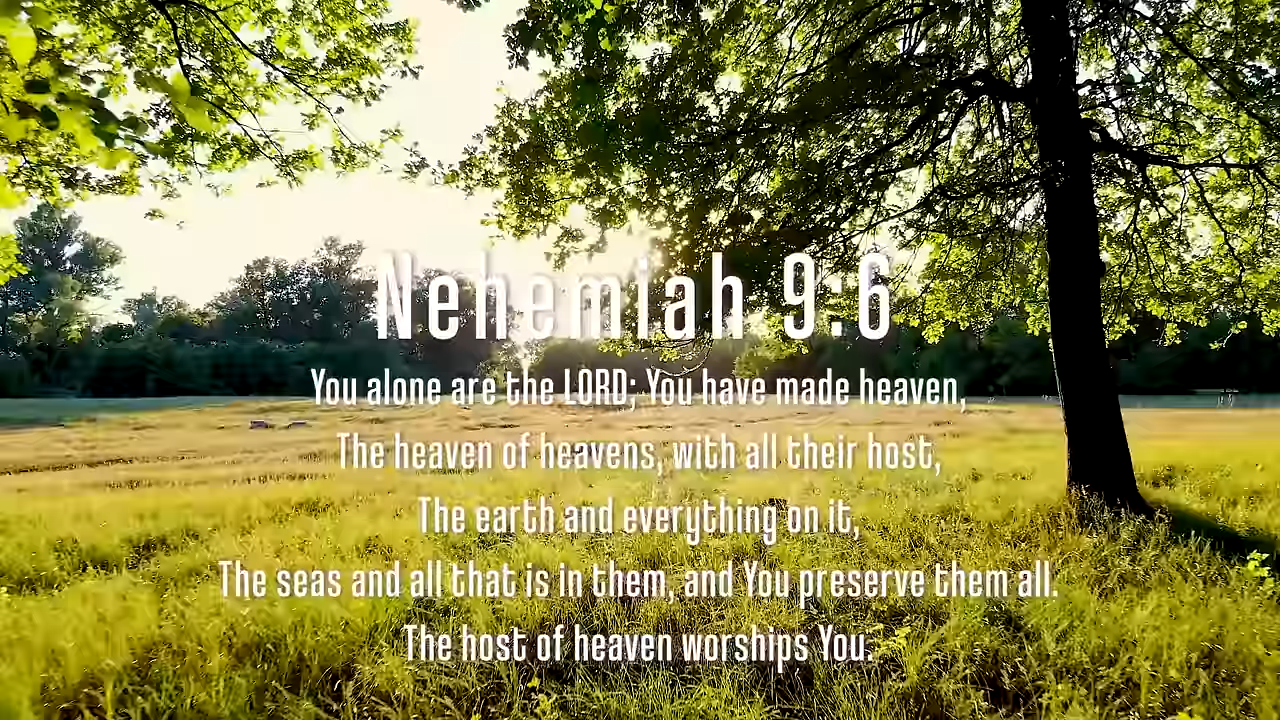 Nehemiah 9:6
You alone are the LORD; You have made heaven,
The heaven of heavens, with all their host,
The earth and everything on it,
The seas and all that is in them, and You preserve them all.
The host of heaven worships You.